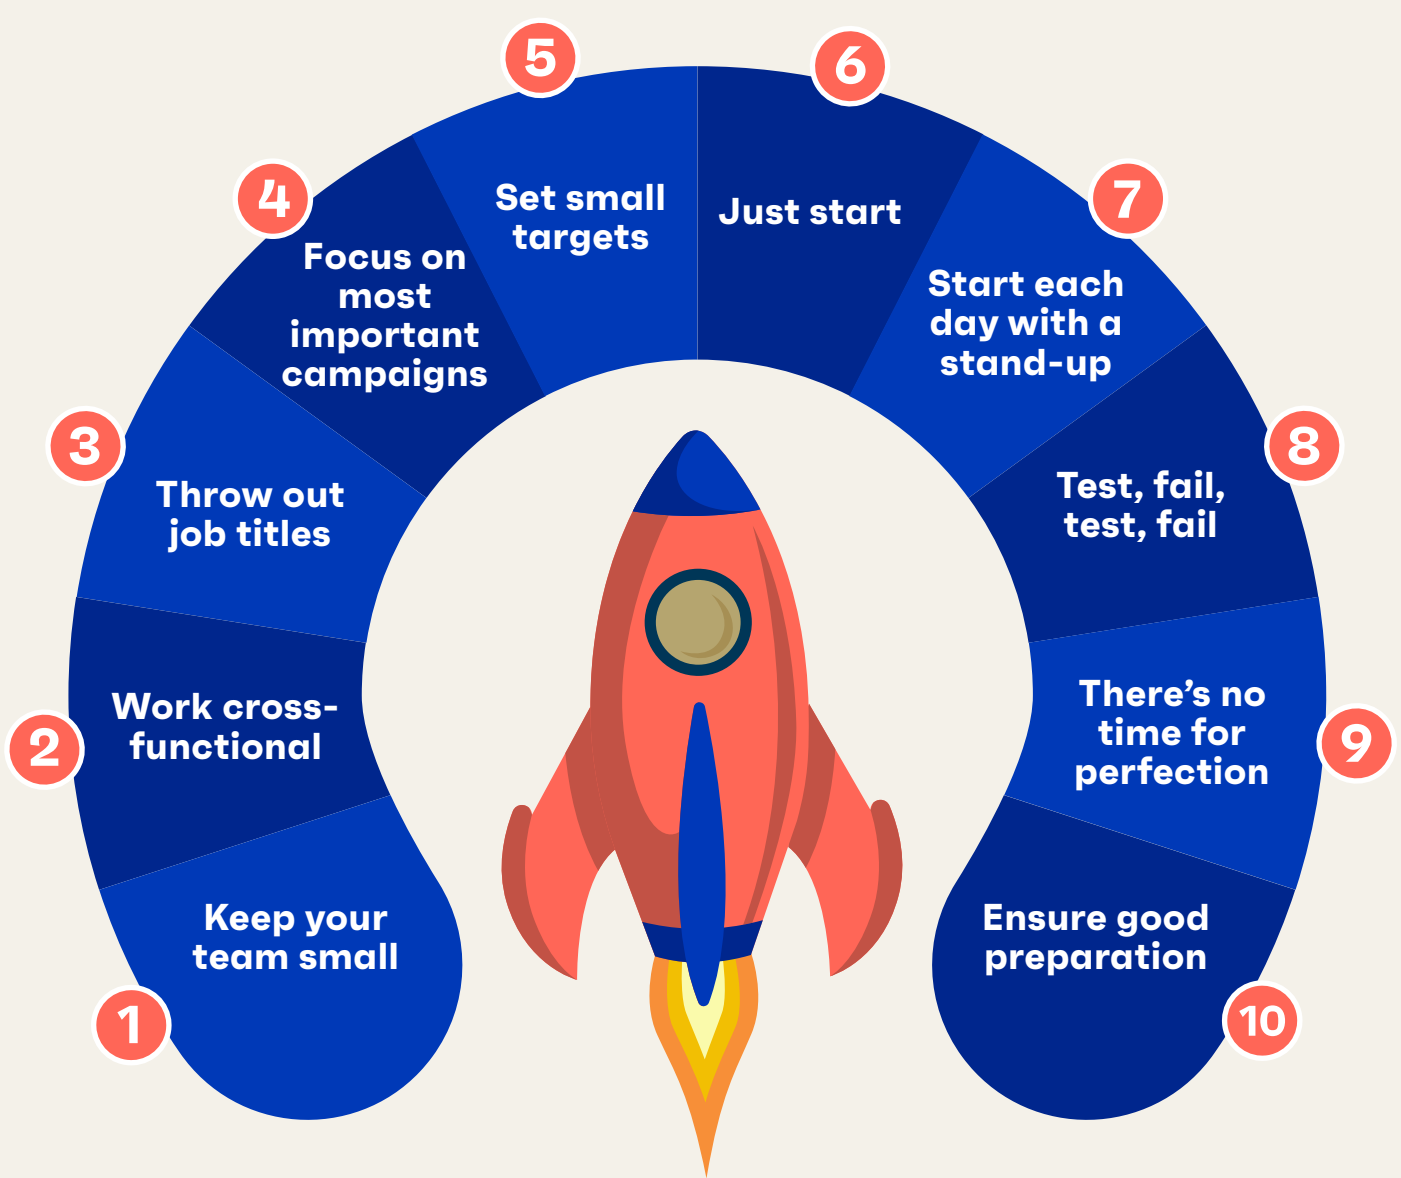 1
Keep your
team small
2
Work cross-
functional
3
Throw out
job titles
4
Focus on
most
important
campaigns
5
Set small
targets
6
Just start
7
Start each
day with a
stand-up
8
Test, fail,
test, fail
9
There’s no
time for
perfection
10
Ensure good
preparation